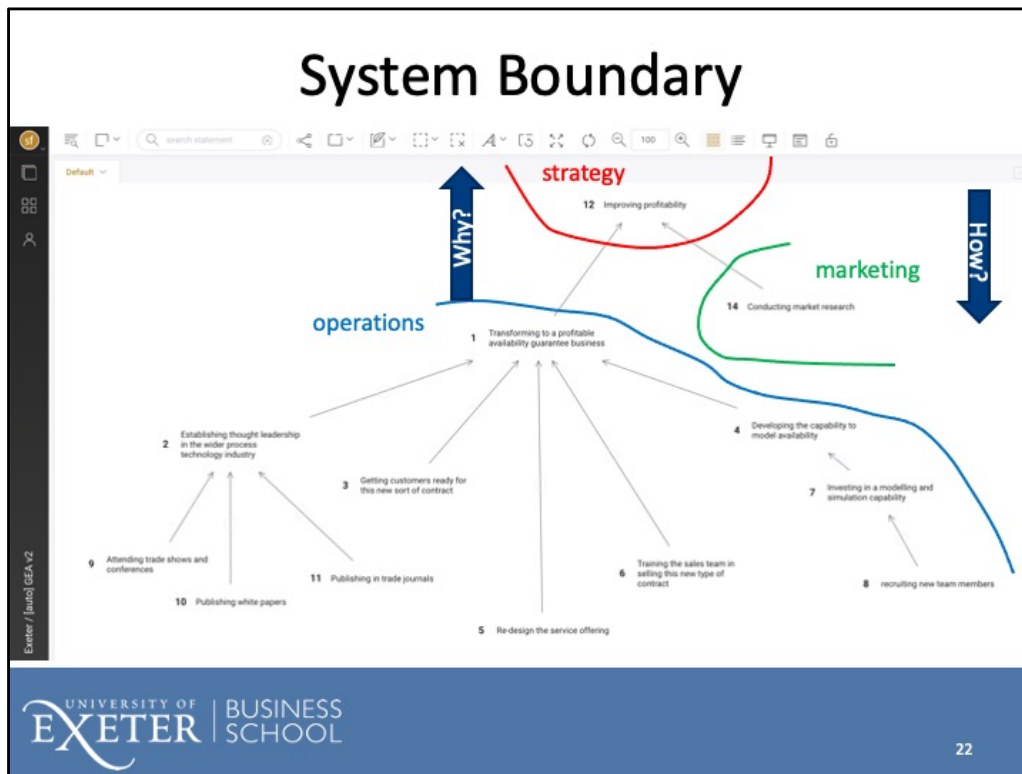 System Boundary
sf
search statement
100
Default
strategy
12 Improving profitability
Why?
How?
marketing
14 Conducting market research
operations
1 Transforming to a profitable
availability guarantee business
2 Establishing thought leadership
in the wider process
technology industry
4 Developing the capability to
model availability
3 Getting customers ready for
this new sort of contract
7 Investing in a modelling and
simulation capability
9 Attending trade shows and
conferences
11 Publishing in trade journals
6 Training the sales team in
selling this new type of
contract
8 recruiting new team members
10 Publishing white papers
5 Re-design the service offering
Exeter / [auto] GEA v2
UNIVERSITY OF
EXETER
BUSINESS
SCHOOL
22